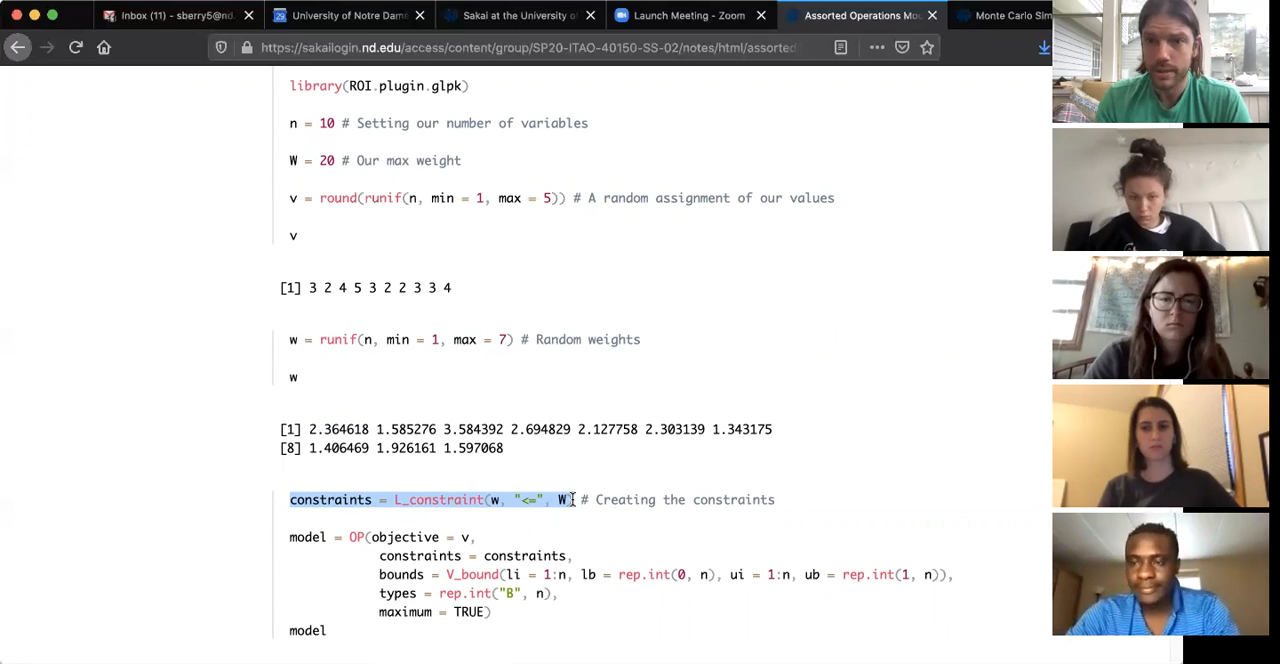 Inbox (11) - sberry5@nd.
University of Notre Dame
Sakai at the University of
Launch Meeting - Zoom
Assorted Operations Mod
Monte Carlo Sim
https://sakailogin.nd.edu/access/content/group/SP20-ITAO-40150-SS-02/notes/html/assorted
library(ROI.plugin.glpk)
n = 10 # Setting our number of variables
W = 20 # Our max weight
v = round(runif(n, min = 1, max = 5)) # A random assignment of our values
v
[1] 3 2 4 5 3 2 2 3 3 4
w = runif(n, min = 1, max = 7) # Random weights
w
[1] 2.364618 1.585276 3.584392 2.694829 2.127758 2.303139 1.343175
[8] 1.406469 1.926161 1.597068
constraints = L_constraint(w, "<=", W) # Creating the constraints
model = OP(objective = v,
constraints = constraints,
bounds = V_bound(li = 1:n, lb = rep.int(0, n), ui = 1:n, ub = rep.int(1, n)),
types = rep.int("B", n),
maximum = TRUE)
model